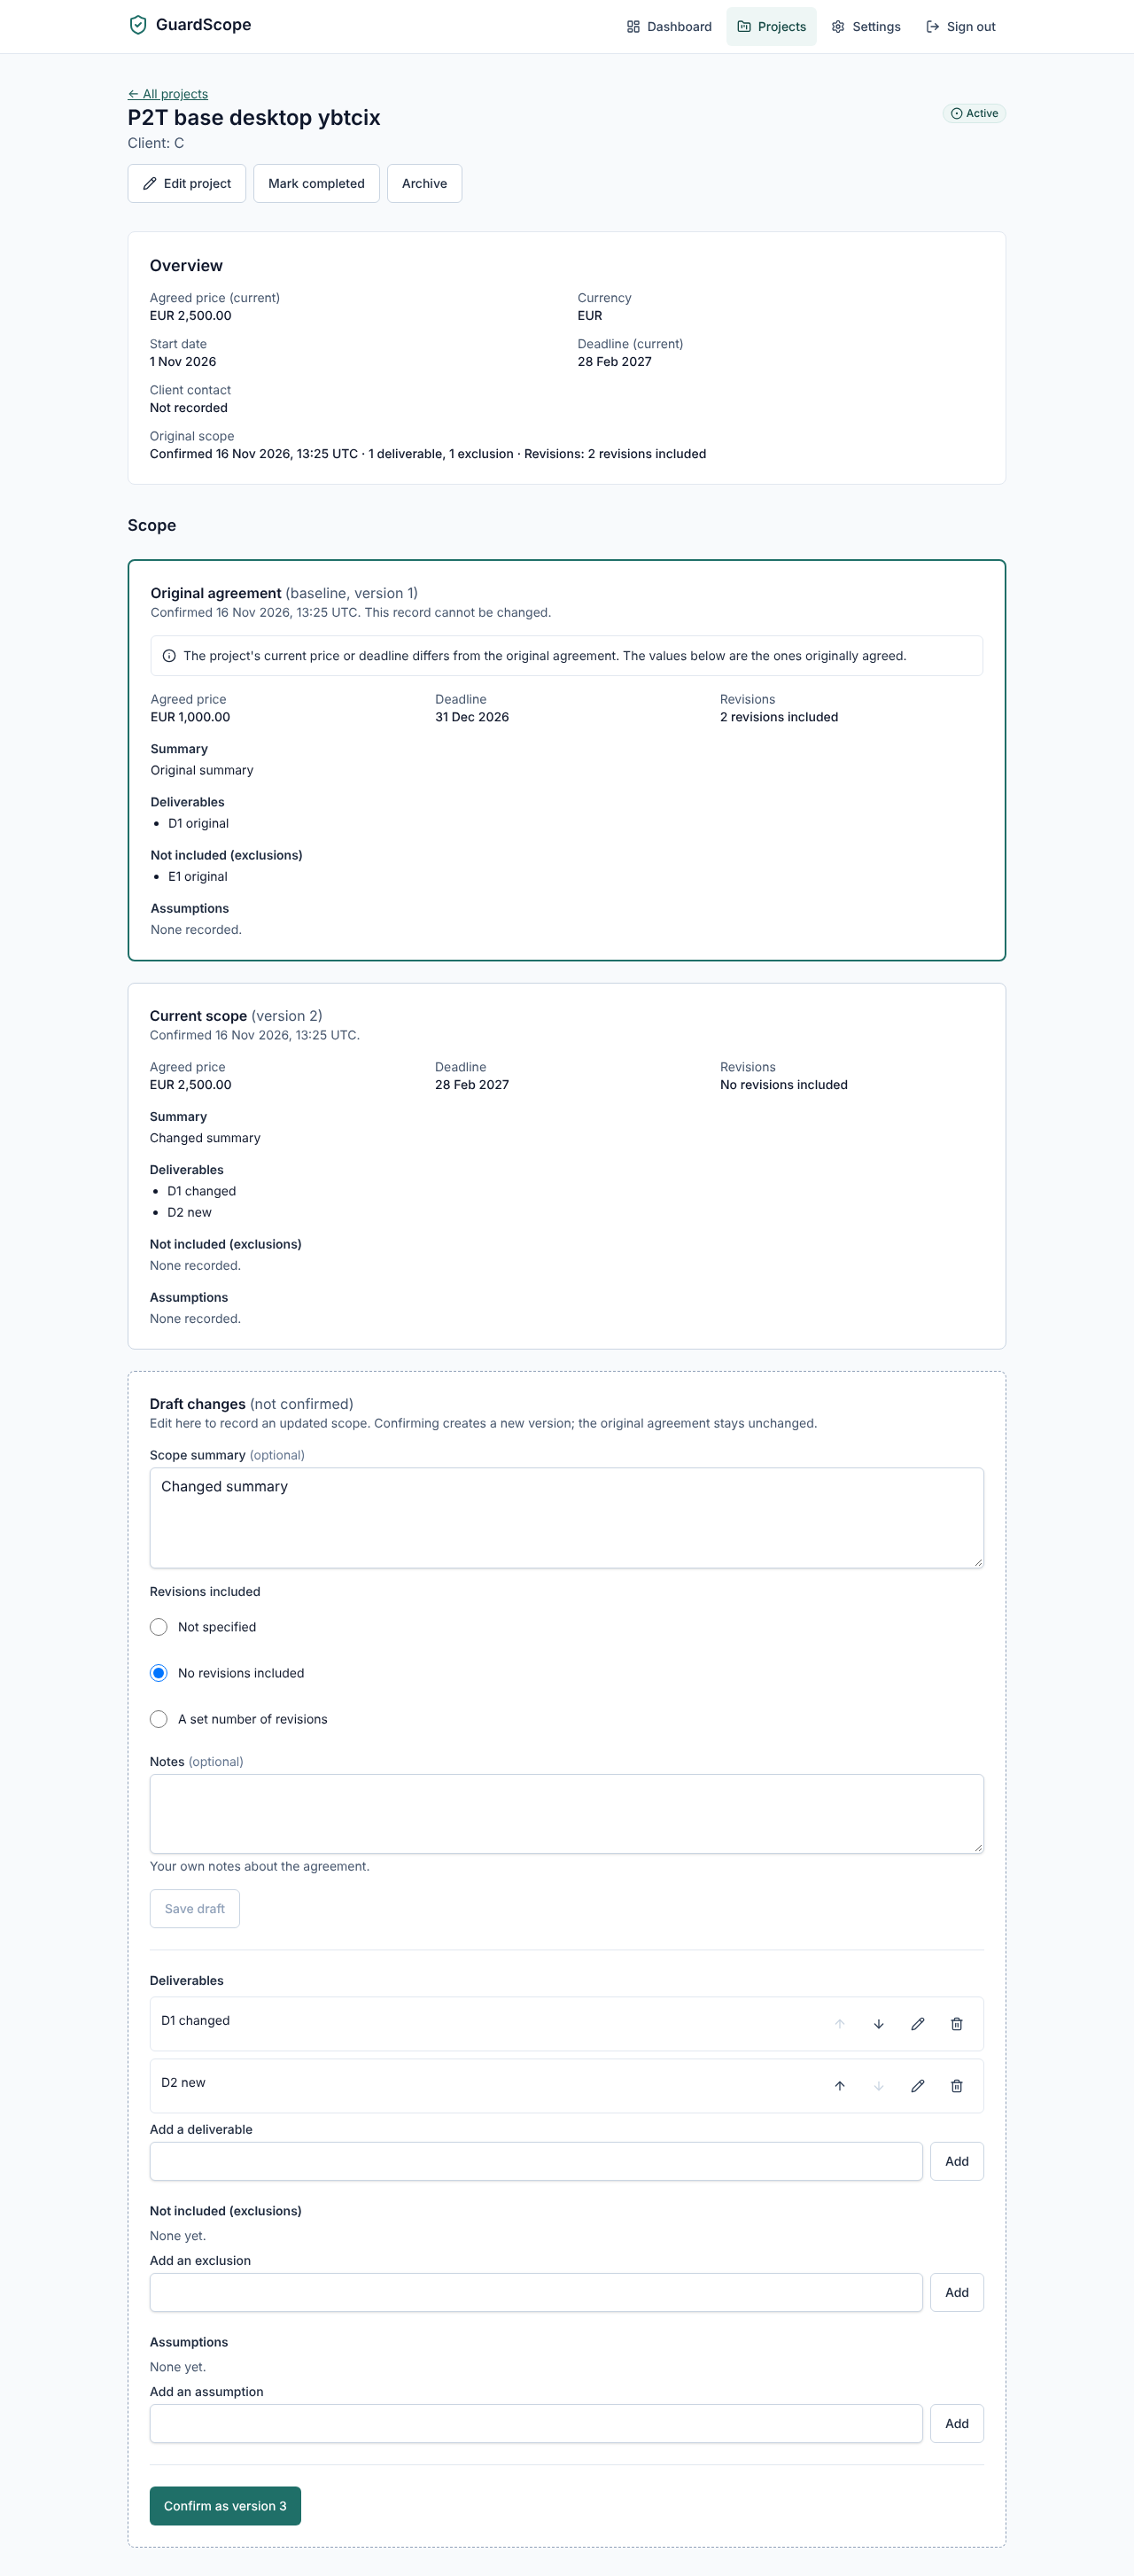 GuardScope
Dashboard
Projects
Settings
Sign out
← All projects
P2T base desktop ybtcix
Active
Client: C
Edit project
Mark completed
Archive
Overview
Agreed price (current)
EUR 2,500.00
Currency
EUR
Start date
1 Nov 2026
Deadline (current)
28 Feb 2027
Client contact
Not recorded
Original scope
Confirmed 16 Nov 2026, 13:25 UTC · 1 deliverable, 1 exclusion · Revisions: 2 revisions included
Scope
Original agreement (baseline, version 1)
Confirmed 16 Nov 2026, 13:25 UTC. This record cannot be changed.
The project's current price or deadline differs from the original agreement. The values below are the ones originally agreed.
Agreed price
EUR 1,000.00
Deadline
31 Dec 2026
Revisions
2 revisions included
Summary
Original summary
Deliverables
• D1 original
Not included (exclusions)
• E1 original
Assumptions
None recorded.
Current scope (version 2)
Confirmed 16 Nov 2026, 13:25 UTC.
Agreed price
EUR 2,500.00
Deadline
28 Feb 2027
Revisions
No revisions included
Summary
Changed summary
Deliverables
• D1 changed
• D2 new
Not included (exclusions)
None recorded.
Assumptions
None recorded.
Draft changes (not confirmed)
Edit here to record an updated scope. Confirming creates a new version; the original agreement stays unchanged.
Scope summary (optional)
Changed summary
Revisions included
Not specified
No revisions included
A set number of revisions
Notes (optional)
Your own notes about the agreement.
Save draft
Deliverables
D1 changed
D2 new
Add a deliverable
Add
Not included (exclusions)
None yet.
Add an exclusion
Add
Assumptions
None yet.
Add an assumption
Add
Confirm as version 3